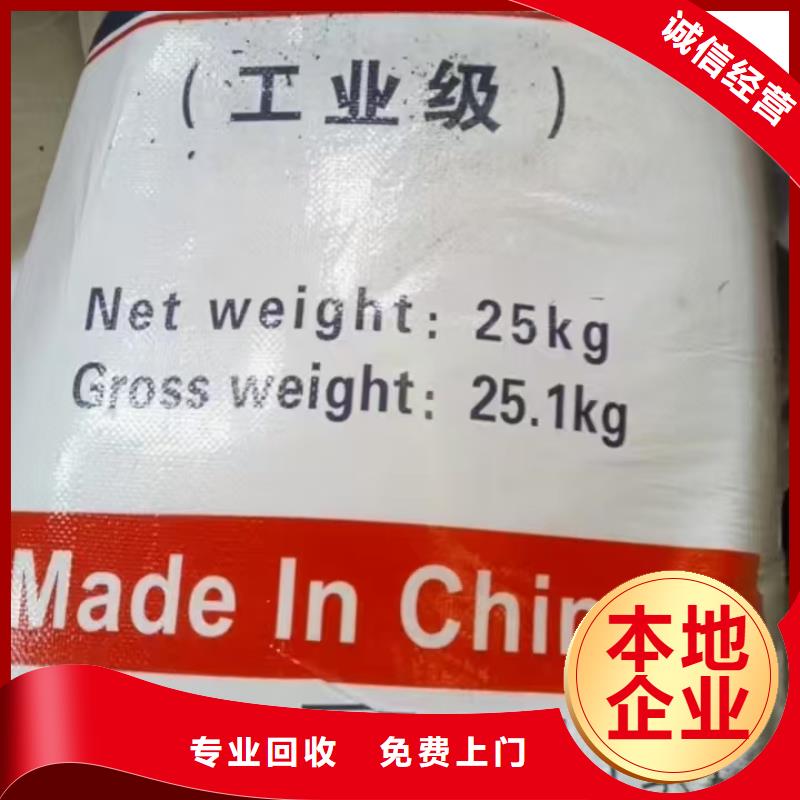 诚信经营
（工业级）
Net weight: 25kg
Gross weight: 25.1kg
Made In Chin
本地
企业
专业回收 免费上门